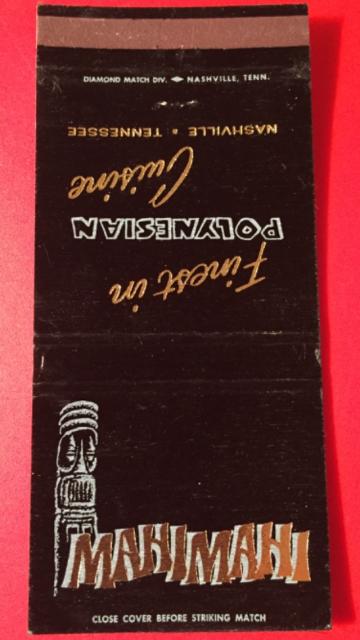 DIAMOND MATCH DIV. NASHVILLE, TENN.
Finest in
POLYNESIAN
Cuisine
NASHVILLE • TENNESSEE
MAHI MAHI
CLOSE COVER BEFORE STRIKING MATCH